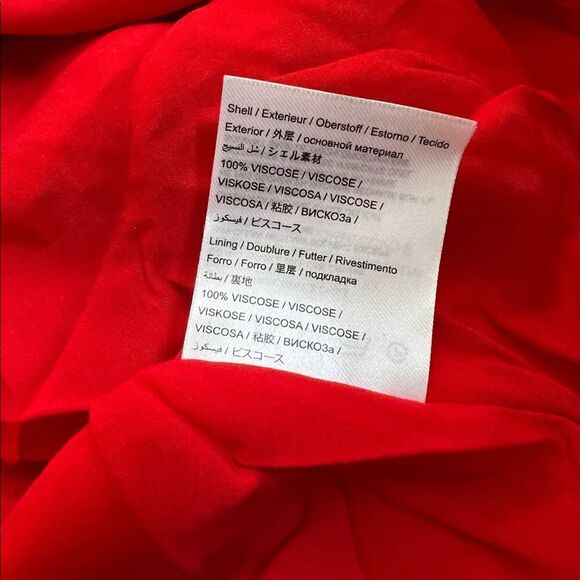 Shell / Exterieur / Oberstoff / Estorno / Tecido
Exterior / 外层 / основной материал
شل النسيج / シェル素材
100% VISCOSE / VISCOSE /
VISKOSE / VISCOSA / VISCOSE /
VISCOSA / 粘胶 / ВИСКОЗа /
فيسكوز / ビスコース
Lining / Doublure / Futter / Rivestimento
Forro / Forro / 里层 / подкладка
بطانة / 裏地
100% VISCOSE / VISCOSE /
VISKOSE / VISCOSA / VISCOSE /
VISCOSA / 粘胶 / ВИСКОЗа /
فيسكوز / ビスコース